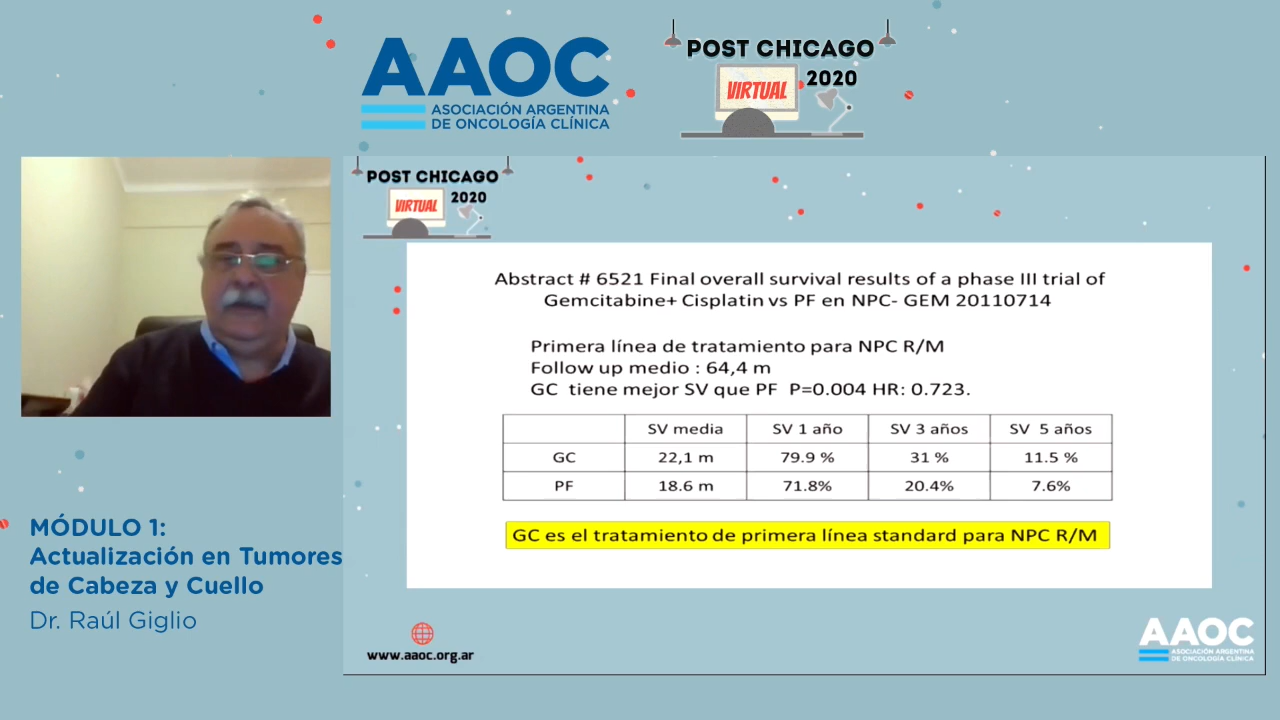 AAOC
ASOCIACIÓN ARGENTINA
DE ONCOLOGÍA CLÍNICA
POST CHICAGO
2020
VIRTUAL
POST CHICAGO
2020
VIRTUAL
Abstract # 6521 Final overall survival results of a phase III trial of
Gemcitabine+ Cisplatin vs PF en NPC- GEM 20110714
Primera línea de tratamiento para NPC R/M
Follow up medio : 64,4 m
GC tiene mejor SV que PF P=0.004 HR: 0.723.
SV media SV 1 año SV 3 años SV 5 años
GC 22,1 m 79.9 % 31 % 11.5 %
PF 18.6 m 71.8% 20.4% 7.6%
GC es el tratamiento de primera línea standard para NPC R/M
MÓDULO 1:
Actualización en Tumores
de Cabeza y Cuello
Dr. Raúl Giglio
www.aaoc.org.ar
AAOC
ASOCIACIÓN ARGENTINA
DE ONCOLOGÍA CLÍNICA